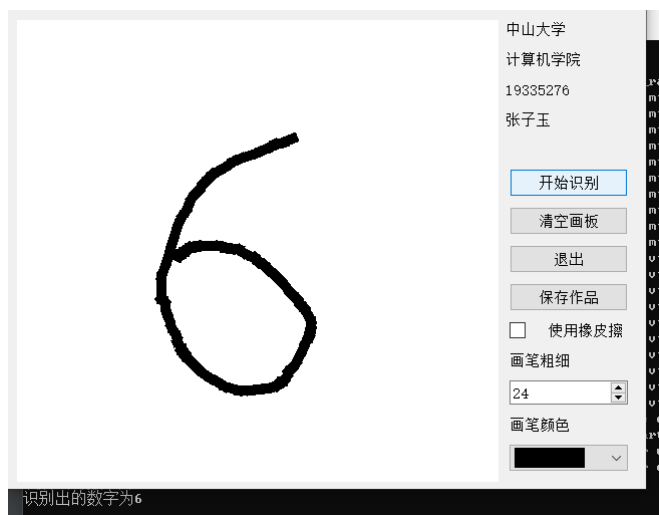 6
中山大学
计算机学院
19335276
张子玉
开始识别
清空画板
退出
保存作品
使用橡皮擦
画笔粗细
24
画笔颜色
识别出的数字为6